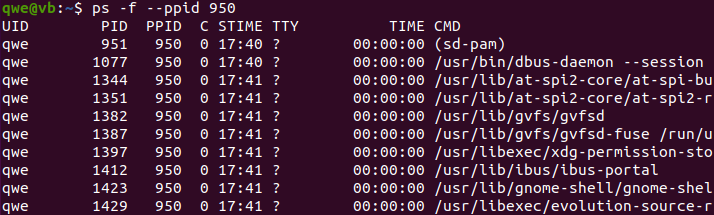 qwe@vb:~$ ps -f --ppid 950
UID PID PPID C STIME TTY TIME CMD
qwe 951 950 0 17:40 ? 00:00:00 (sd-pam)
qwe 1077 950 0 17:40 ? 00:00:00 /usr/bin/dbus-daemon --session
qwe 1344 950 0 17:41 ? 00:00:00 /usr/lib/at-spi2-core/at-spi-bu
qwe 1351 950 0 17:41 ? 00:00:00 /usr/lib/at-spi2-core/at-spi2-r
qwe 1382 950 0 17:41 ? 00:00:00 /usr/lib/gvfs/gvfsd
qwe 1387 950 0 17:41 ? 00:00:00 /usr/lib/gvfs/gvfsd-fuse /run/u
qwe 1397 950 0 17:41 ? 00:00:00 /usr/libexec/xdg-permission-sto
qwe 1412 950 0 17:41 ? 00:00:00 /usr/lib/ibus/ibus-portal
qwe 1423 950 0 17:41 ? 00:00:00 /usr/lib/gnome-shell/gnome-shel
qwe 1429 950 0 17:41 ? 00:00:00 /usr/libexec/evolution-source-r